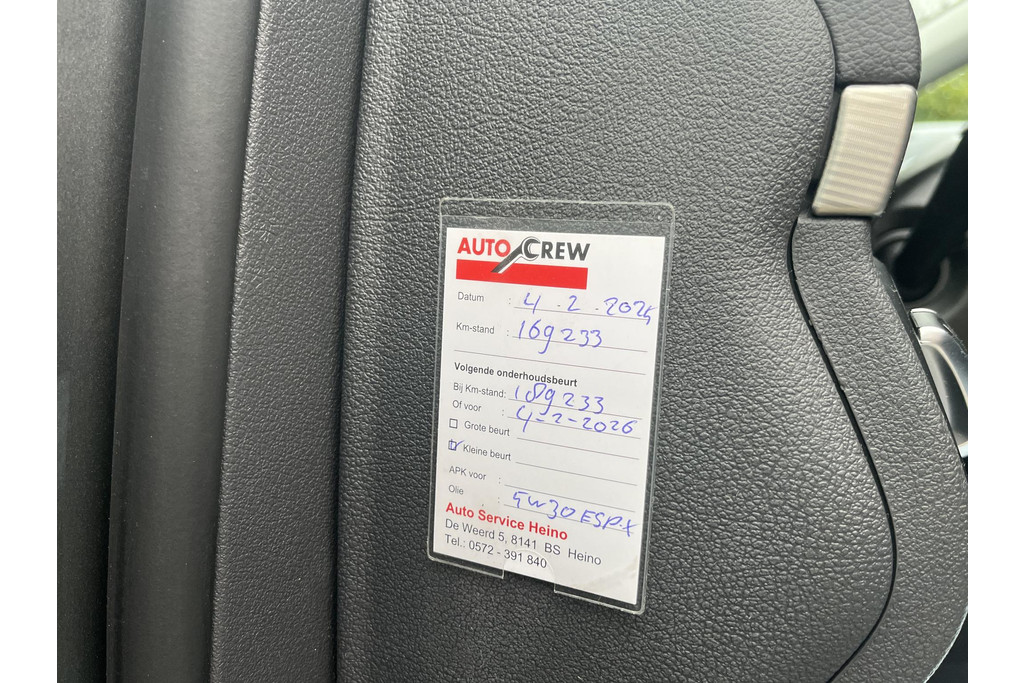 AUTO CREW
Datum : 4-2-2025
Km-stand : 169233
Volgende onderhoudsbeurt
Bij Km-stand: 189233
Of voor : 4-2-2026
Grote beurt
Kleine beurt
APK voor :
Olie : 5W30 ESP-X
Auto Service Heino
De Weerd 5, 8141 BS Heino
Tel.: 0572 - 391 840